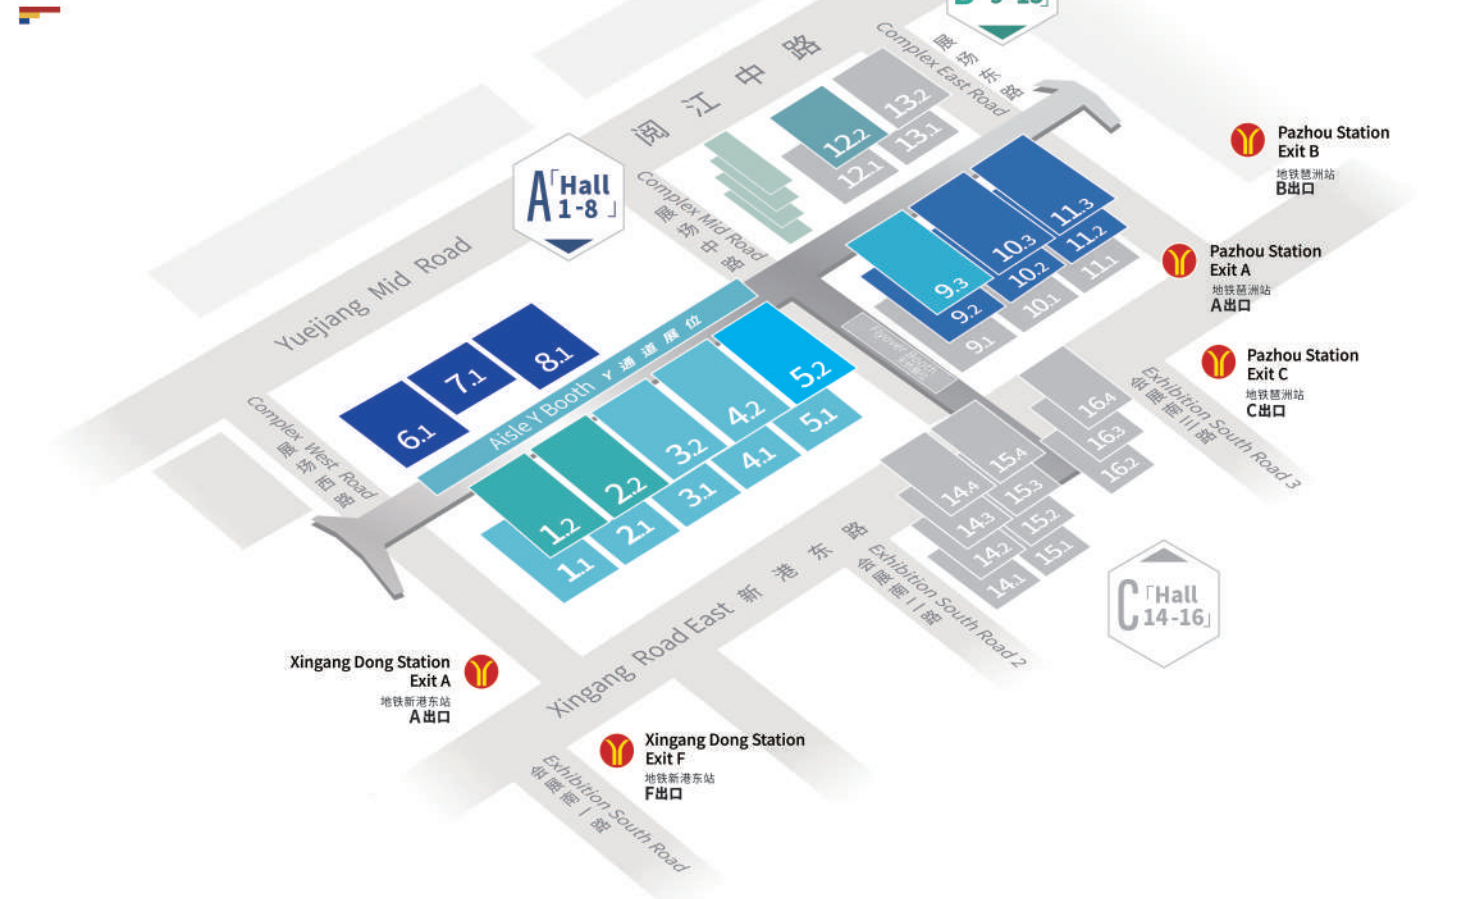 阅江中路
Complex East Road
展场东路
A「Hall
1-8」
Yuejiang Mid Road
Complex Mid Road
展场中路
13.2
13.1
12.2
12.1
11.3
11.2
11.1
10.3
10.2
10.1
9.3
9.2
9.1
Pazhou Station
Exit B
地铁琶洲站
B出口
Pazhou Station
Exit A
地铁琶洲站
A出口
Pazhou Station
Exit C
地铁琶洲站
C出口
8.1
7.1
6.1
Aisle Y Booth Y 通道展位
Flyover Booth
5.2
5.1
4.2
4.1
3.2
3.1
2.2
2.1
1.2
1.1
Complex West Road
展场西路
16.4
16.3
16.2
15.4
15.3
15.2
15.1
14.4
14.3
14.2
14.1
Exhibition South Road 3
会展南三路
C「Hall
14-16」
Xingang Road East 新港东路
Exhibition South Road 2
会展南二路
Xingang Dong Station
Exit A
地铁新港东站
A出口
Xingang Dong Station
Exit F
地铁新港东站
F出口
Exhibition South Road
会展南一路